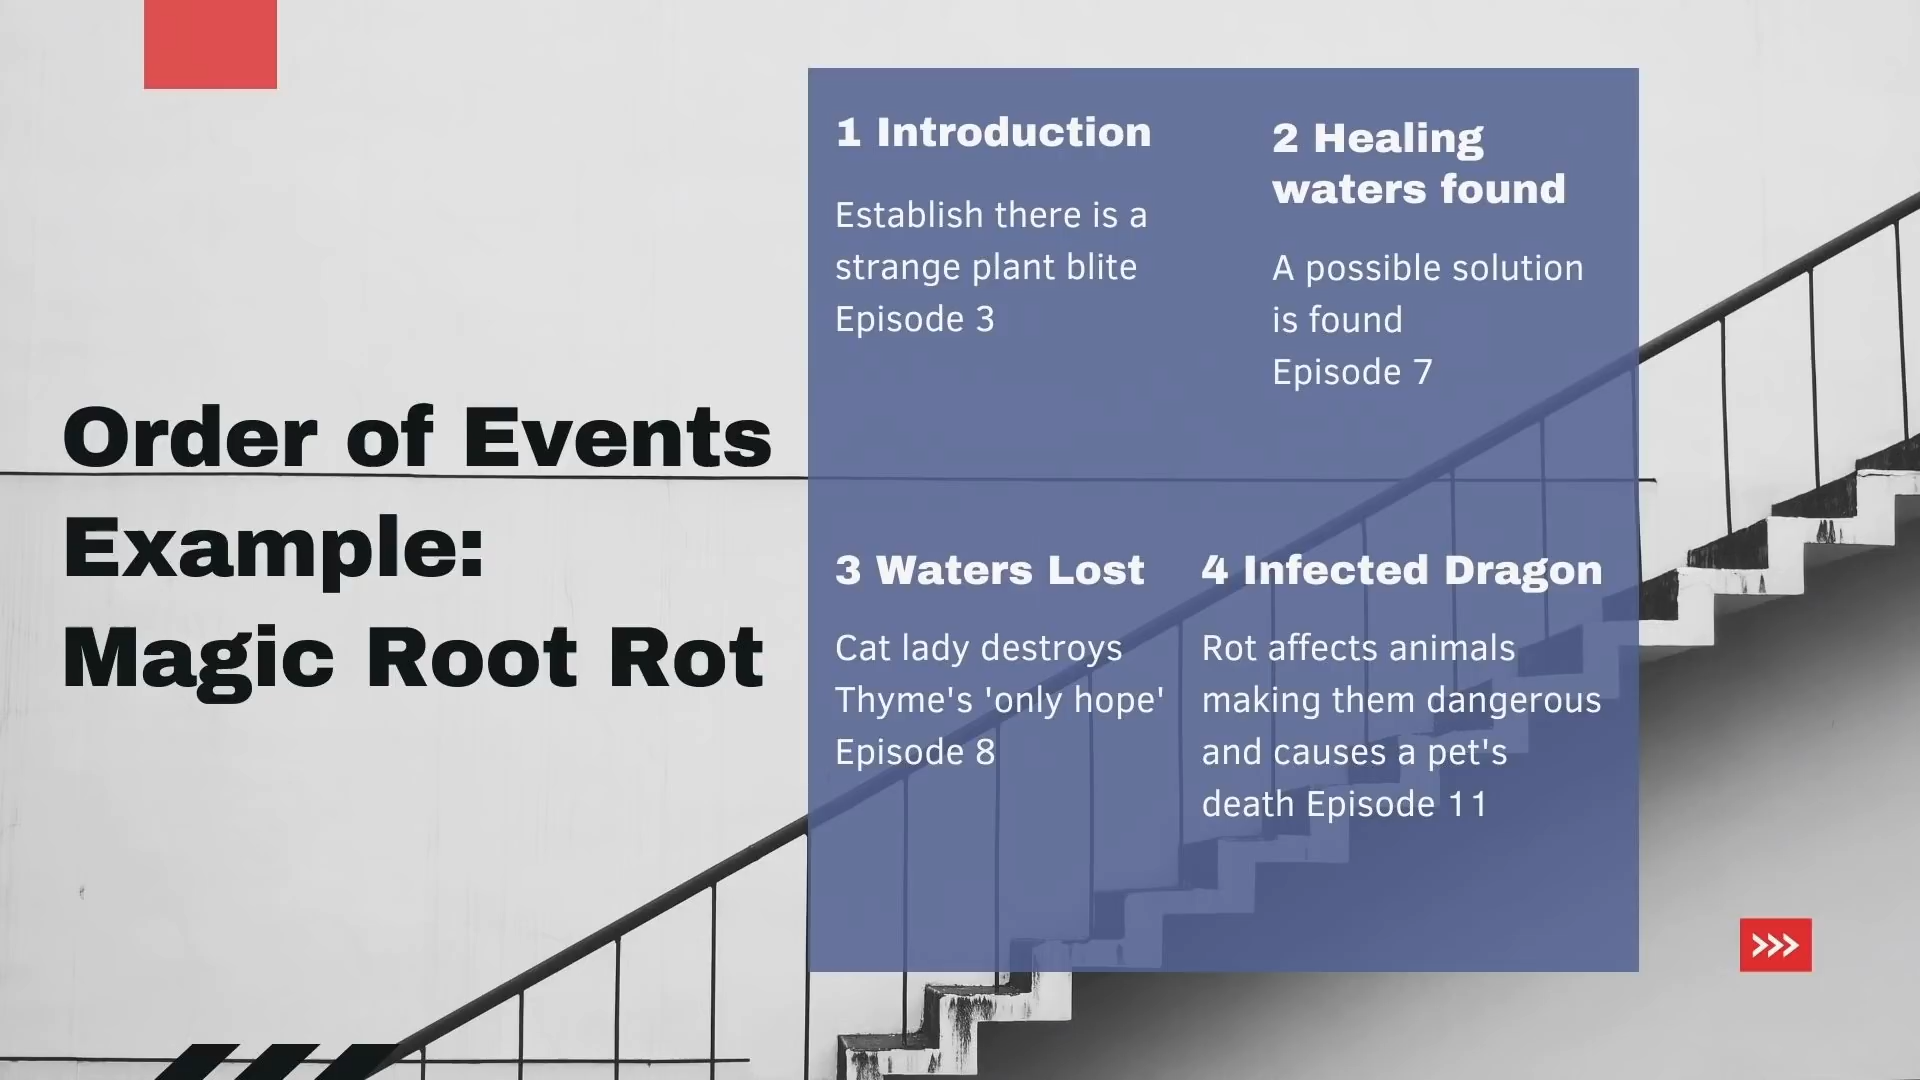 Order of Events
Example:
Magic Root Rot
1 Introduction
Establish there is a
strange plant blite
Episode 3
2 Healing
waters found
A possible solution
is found
Episode 7
3 Waters Lost
Cat lady destroys
Thyme's 'only hope'
Episode 8
4 Infected Dragon
Rot affects animals
making them dangerous
and causes a pet's
death Episode 11